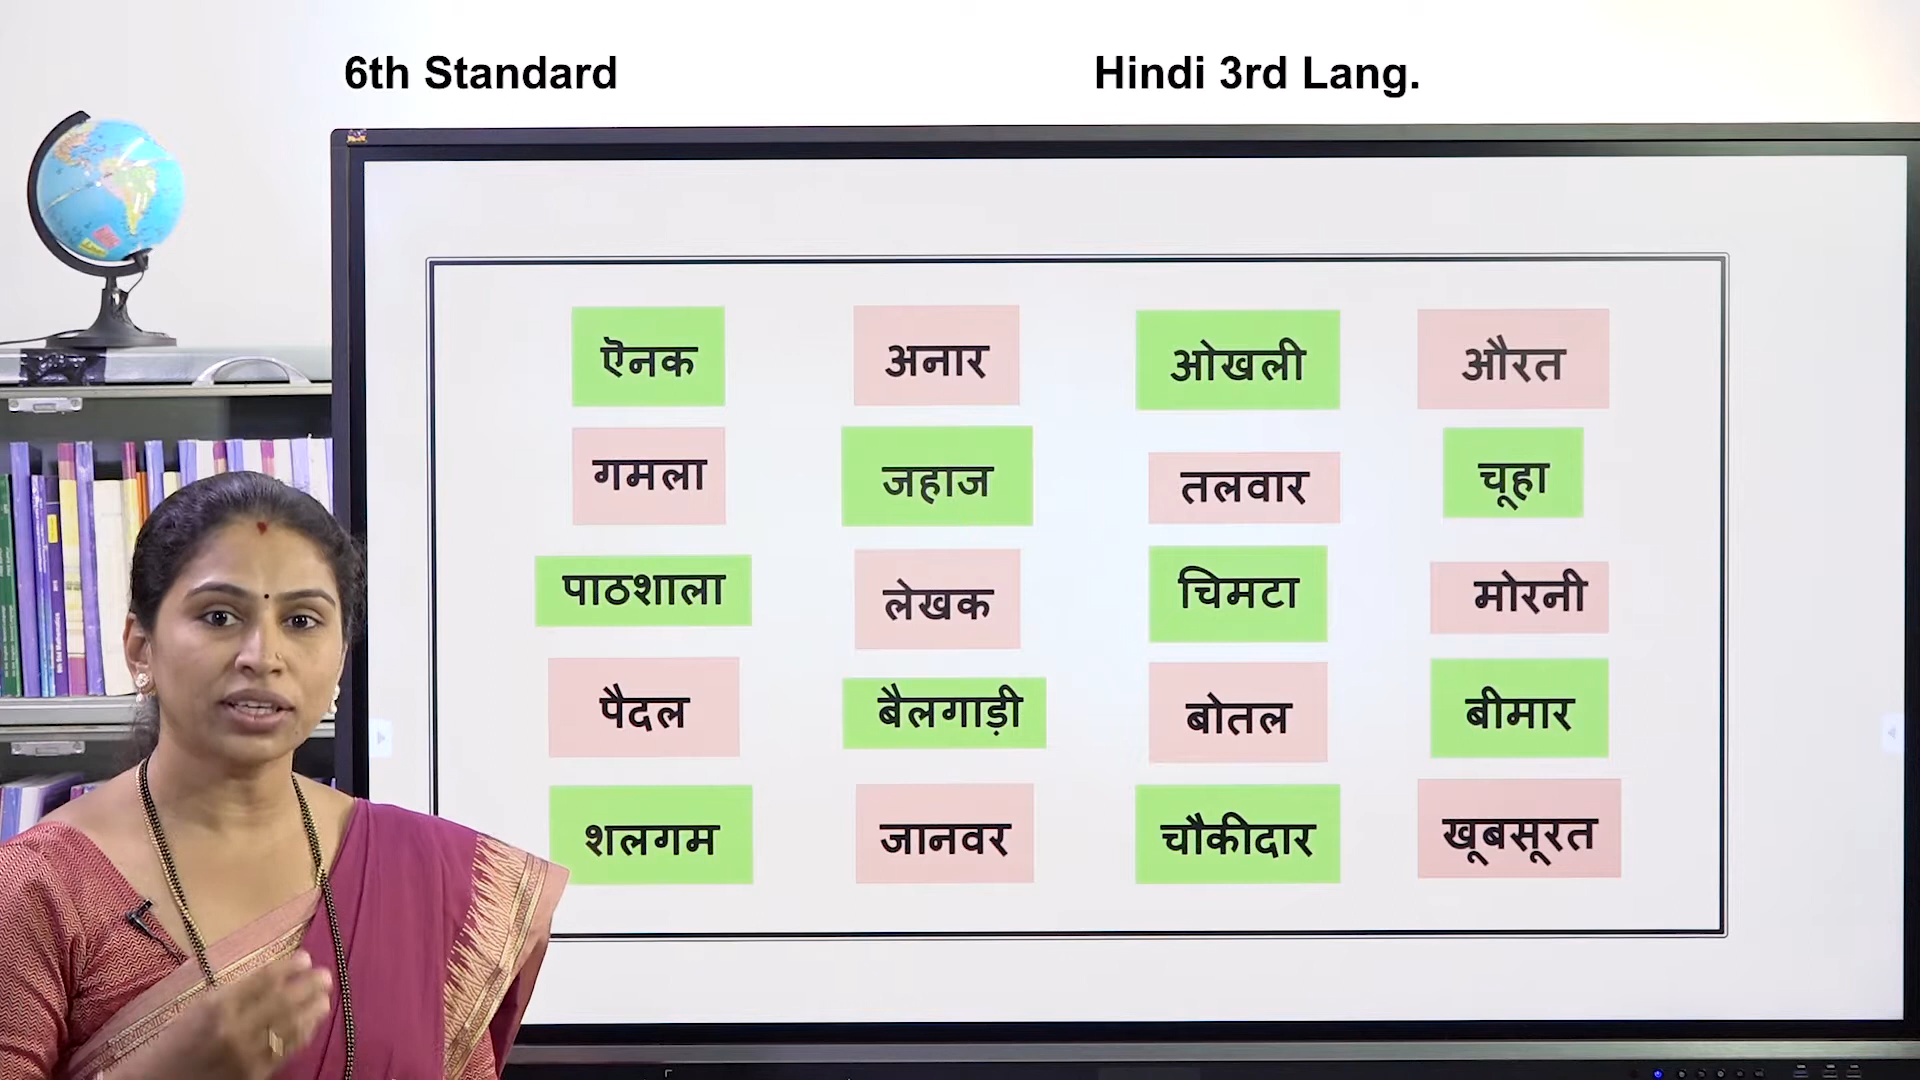 6th Standard Hindi 3rd Lang.
ऎनक अनार ओखली औरत
गमला जहाज तलवार चूहा
पाठशाला लेखक चिमटा मोरनी
पैदल बैलगाड़ी बोतल बीमार
शलगम जानवर चौकीदार खूबसूरत